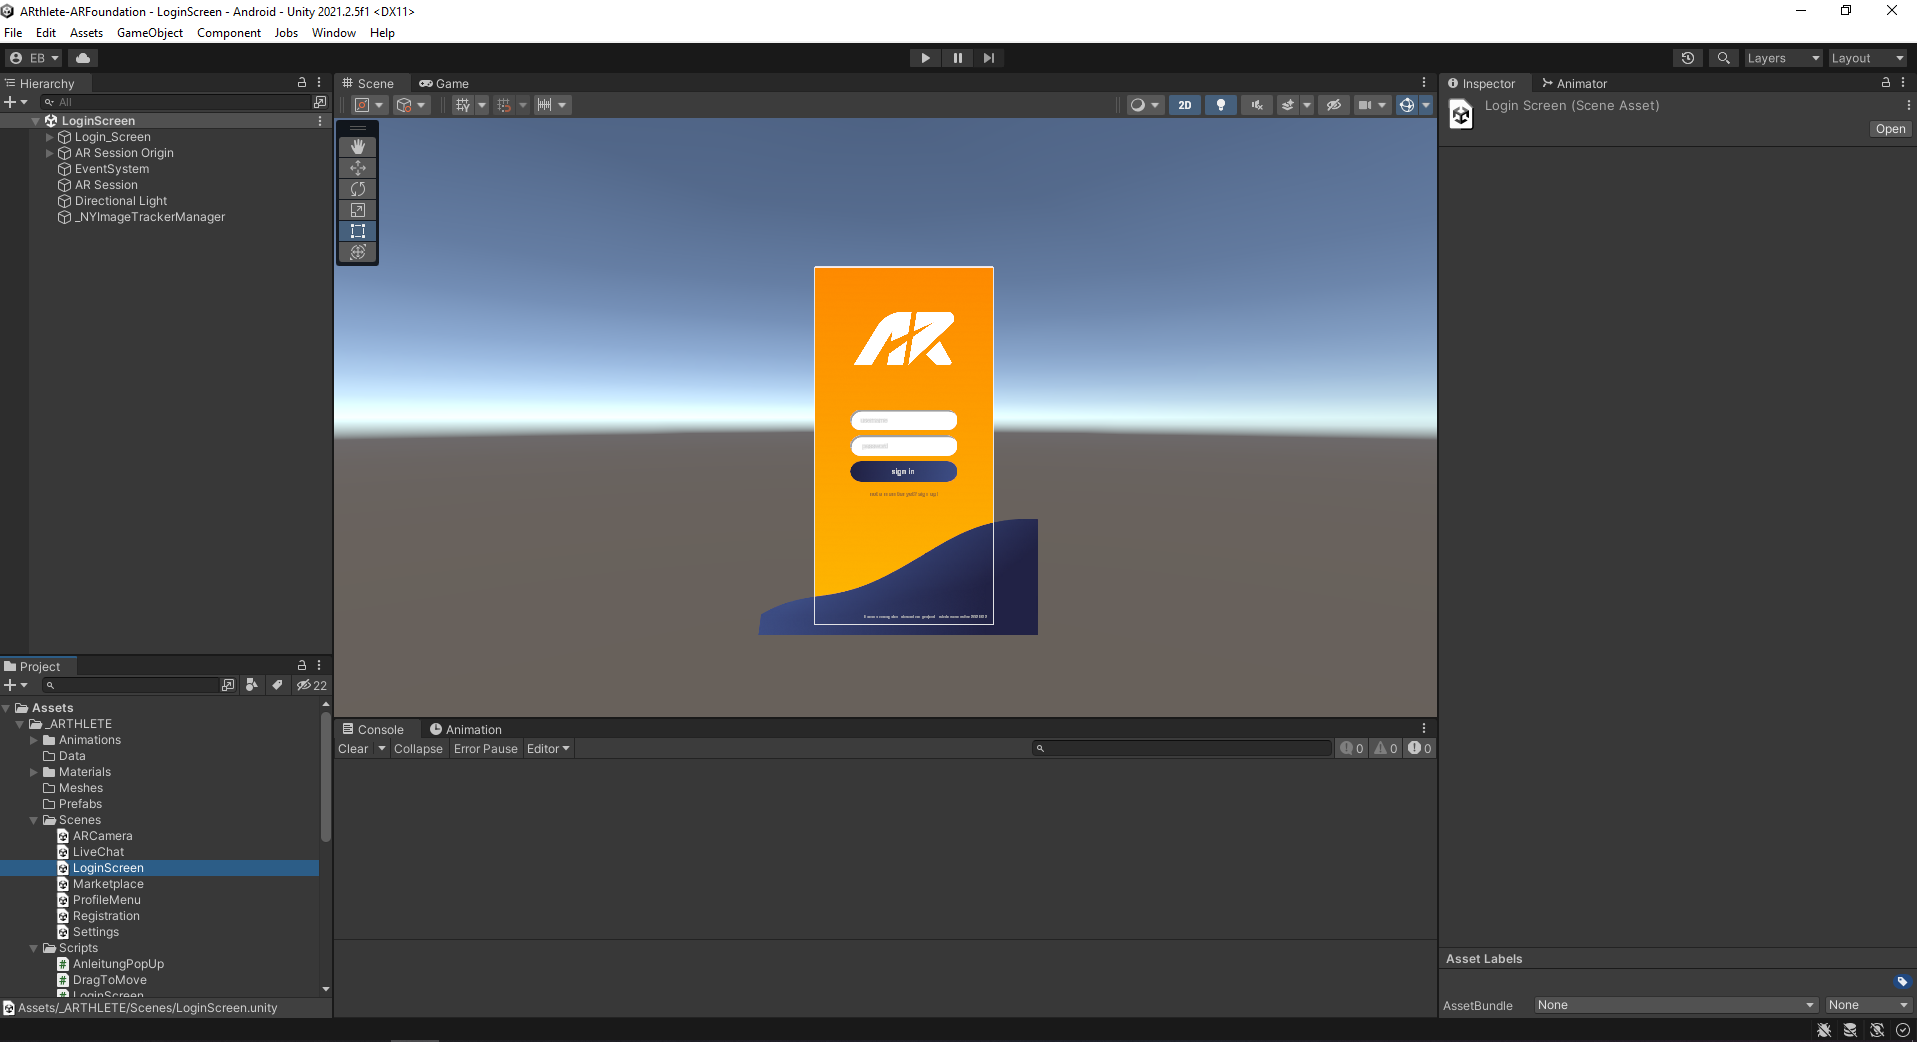 ARthlete-ARFoundation - LoginScreen - Android - Unity 2021.2.5f1 <DX11>
File Edit Assets GameObject Component Jobs Window Help
EB
Layers
Layout
Hierarchy
All
LoginScreen
Login_Screen
AR Session Origin
EventSystem
AR Session
Directional Light
_NYImageTrackerManager
Scene
Game
2D
AR
sign in
Inspector
Animator
Login Screen (Scene Asset)
Open
Project
22
Assets
_ARTHLETE
Animations
Data
Materials
Meshes
Prefabs
Scenes
ARCamera
LiveChat
LoginScreen
Marketplace
ProfileMenu
Registration
Settings
Scripts
AnleitungPopUp
DragToMove
LoginScreen
Assets/_ARTHLETE/Scenes/LoginScreen.unity
Console
Animation
Clear
Collapse
Error Pause
Editor
0
0
0
Asset Labels
AssetBundle
None
None